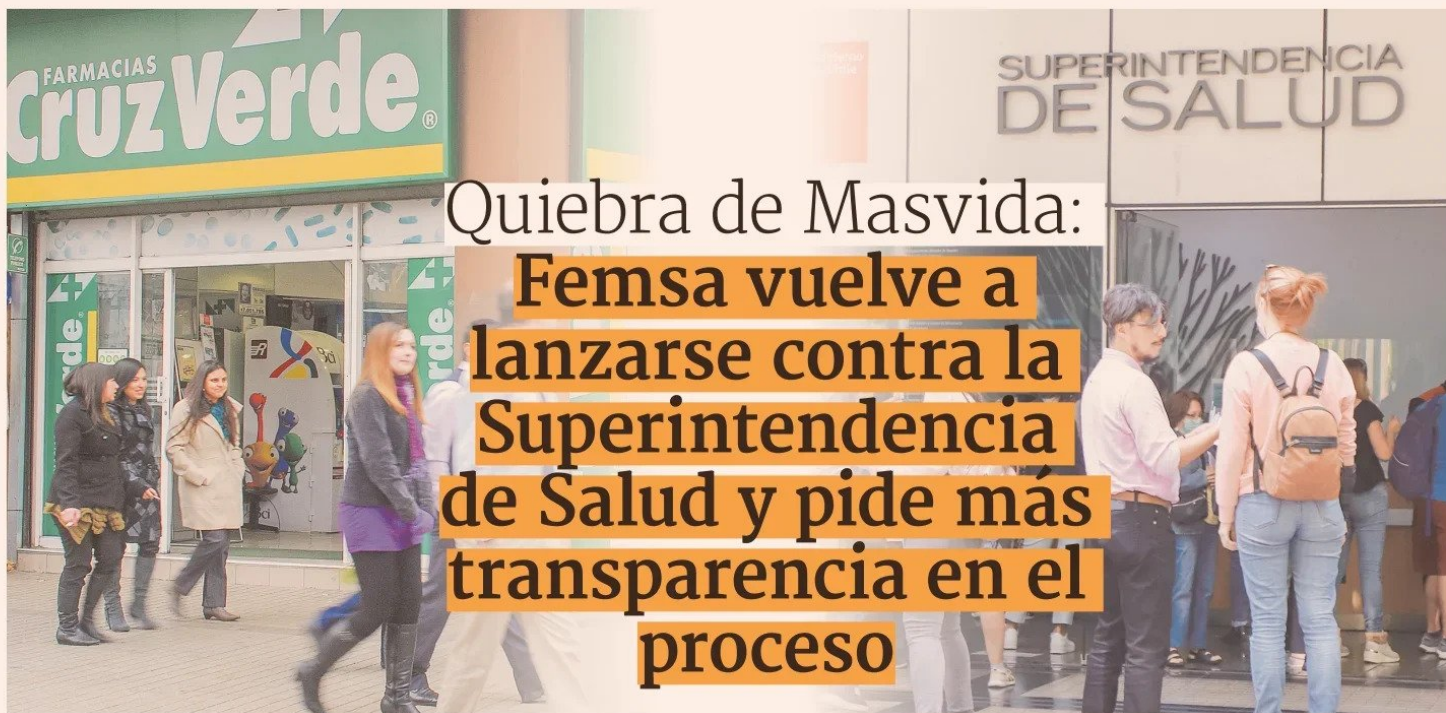 FARMACIAS
Cruz Verde®
SUPERINTENDENCIA
DE SALUD
Quiebra de Masvida:
Femsa vuelve a
lanzarse contra la
Superintendencia
de Salud y pide más
transparencia en el
proceso